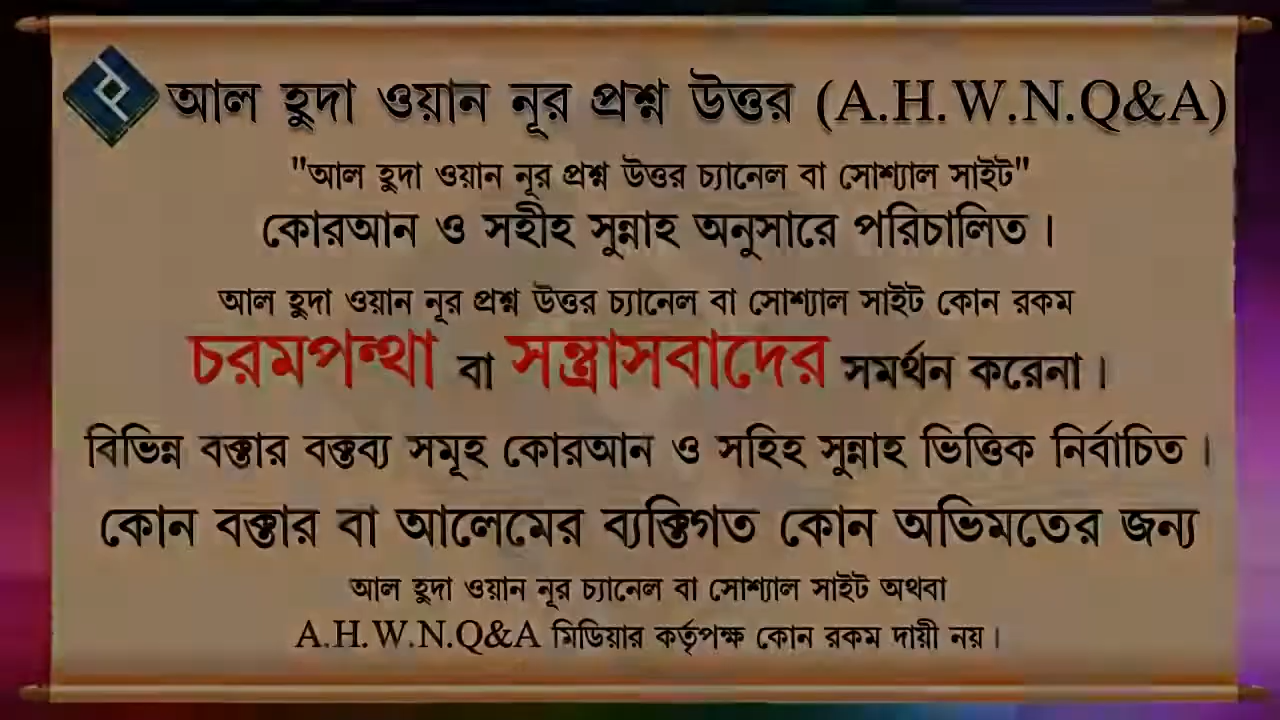 আল হুদা ওয়ান নূর প্রশ্ন উত্তর (A.H.W.N.Q&A)
"আল হুদা ওয়ান নূর প্রশ্ন উত্তর চ্যানেল বা সোশ্যাল সাইট"
কোরআন ও সহীহ সুন্নাহ অনুসারে পরিচালিত ।
আল হুদা ওয়ান নূর প্রশ্ন উত্তর চ্যানেল বা সোশ্যাল সাইট কোন রকম
চরমপন্থা বা সন্ত্রাসবাদের সমর্থন করেনা ।
বিভিন্ন বক্তার বক্তব্য সমূহ কোরআন ও সহিহ সুন্নাহ ভিত্তিক নির্বাচিত ।
কোন বক্তার বা আলেমের ব্যক্তিগত কোন অভিমতের জন্য
আল হুদা ওয়ান নূর চ্যানেল বা সোশ্যাল সাইট অথবা
A.H.W.N.Q&A মিডিয়ার কর্তৃপক্ষ কোন রকম দায়ী নয় ।